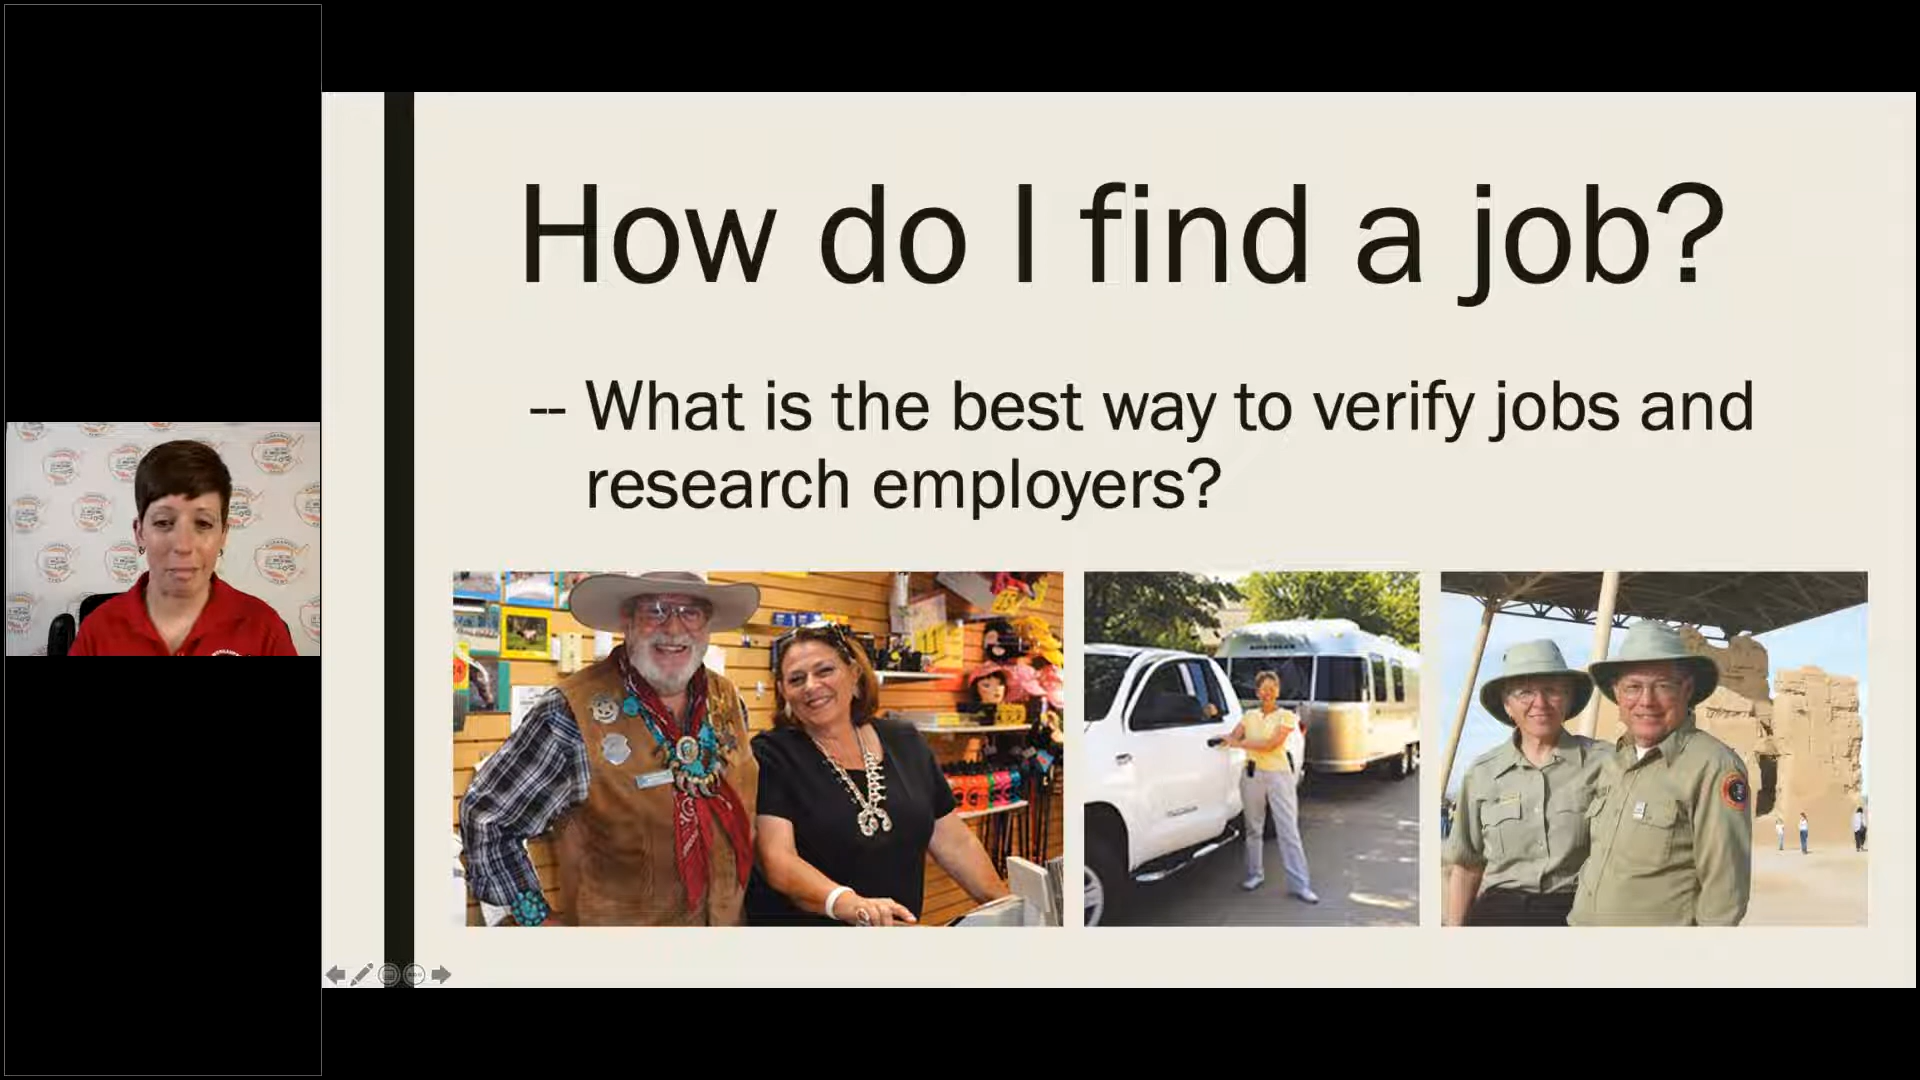 How do I find a job?
-- What is the best way to verify jobs and
research employers?